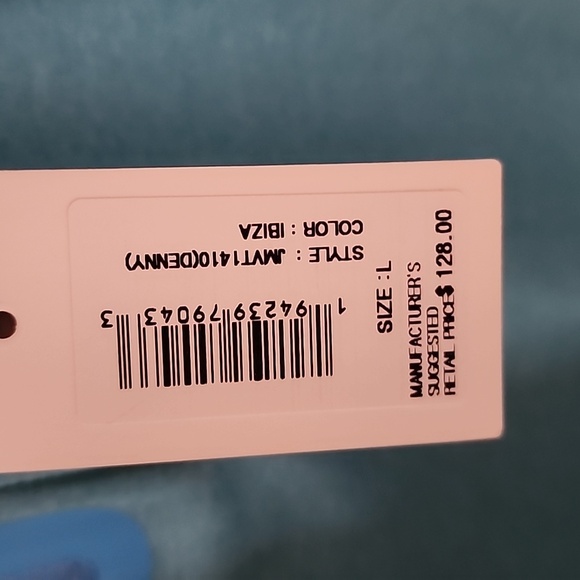 COLOR : IBIZA
STYLE : JMVT1410(DENNY)
1 94239 79043 3
SIZE : L
MANUFACTURER'S
SUGGESTED
RETAIL PRICE$ 128.00